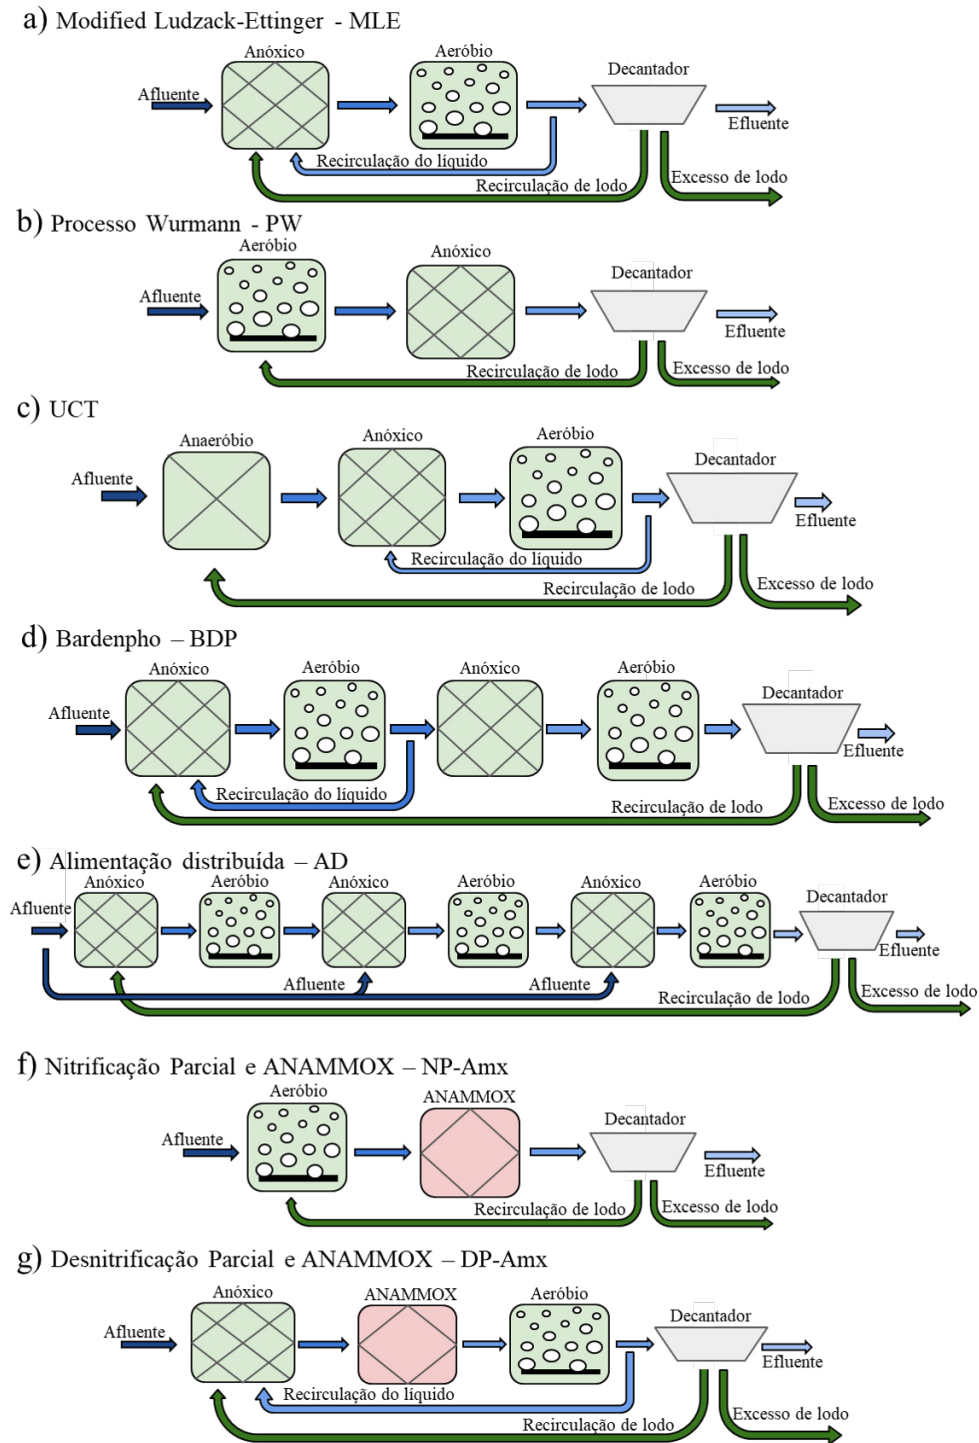 a) Modified Ludzack-Ettinger - MLE
Anóxico
Aeróbio
Decantador
Afluente
Efluente
Recirculação do líquido
Recirculação de lodo
Excesso de lodo
b) Processo Wurmann - PW
Aeróbio
Anóxico
Decantador
Afluente
Efluente
Recirculação de lodo
Excesso de lodo
c) UCT
Anaeróbio
Anóxico
Aeróbio
Decantador
Afluente
Efluente
Recirculação do líquido
Recirculação de lodo
Excesso de lodo
d) Bardenpho – BDP
Anóxico
Aeróbio
Anóxico
Aeróbio
Decantador
Afluente
Efluente
Recirculação do líquido
Recirculação de lodo
Excesso de lodo
e) Alimentação distribuída – AD
Anóxico
Aeróbio
Anóxico
Aeróbio
Anóxico
Aeróbio
Decantador
Afluente
Efluente
Afluente
Afluente
Recirculação de lodo
Excesso de lodo
f) Nitrificação Parcial e ANAMMOX – NP-Amx
Aeróbio
ANAMMOX
Decantador
Afluente
Efluente
Recirculação de lodo
Excesso de lodo
g) Desnitrificação Parcial e ANAMMOX – DP-Amx
Anóxico
ANAMMOX
Aeróbio
Decantador
Afluente
Efluente
Recirculação do líquido
Recirculação de lodo
Excesso de lodo